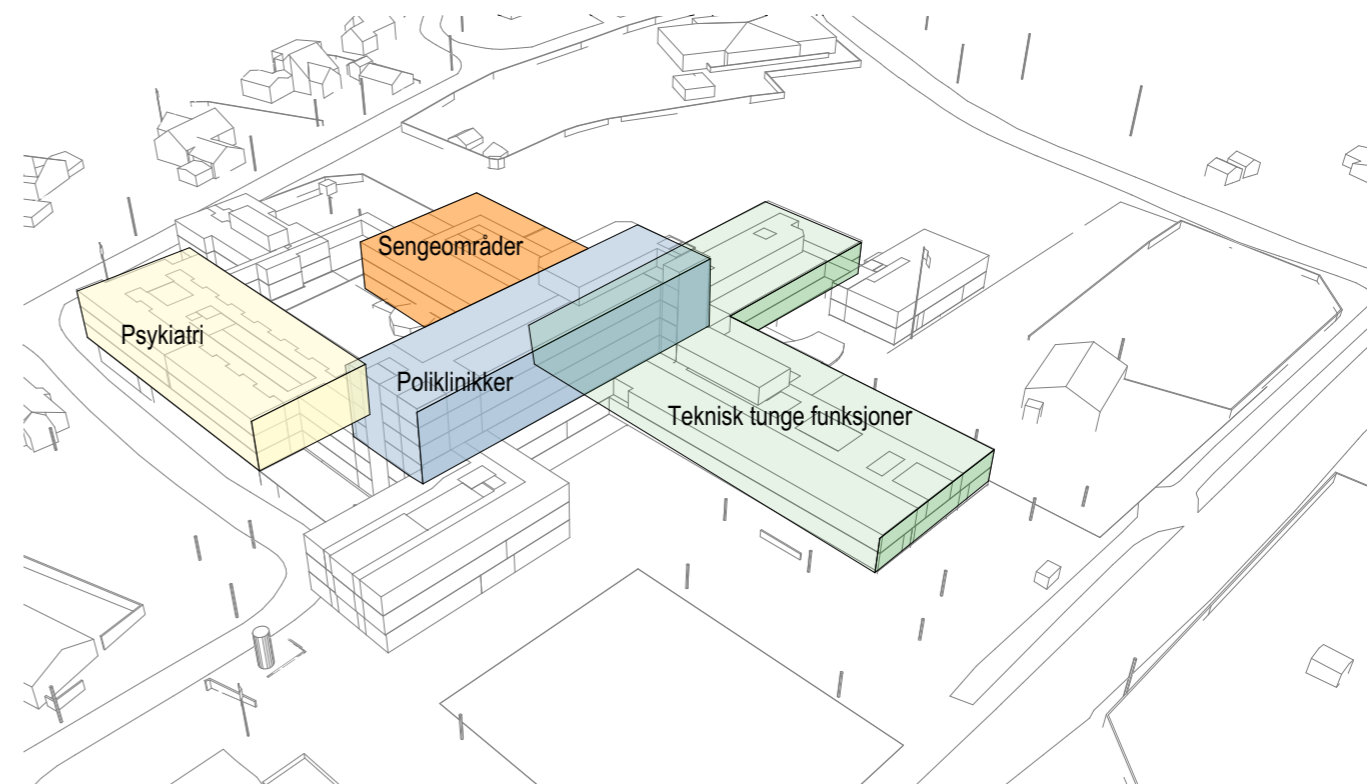 Sengeområder
Psykiatri
Poliklinikker
Teknisk tunge funksjoner